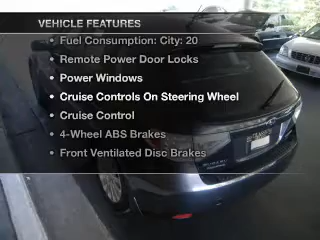 VEHICLE FEATURES
• Fuel Consumption: City: 20
• Remote Power Door Locks
• Power Windows
• Cruise Controls On Steering Wheel
• Cruise Control
• 4-Wheel ABS Brakes
• Front Ventilated Disc Brakes
SUBARU